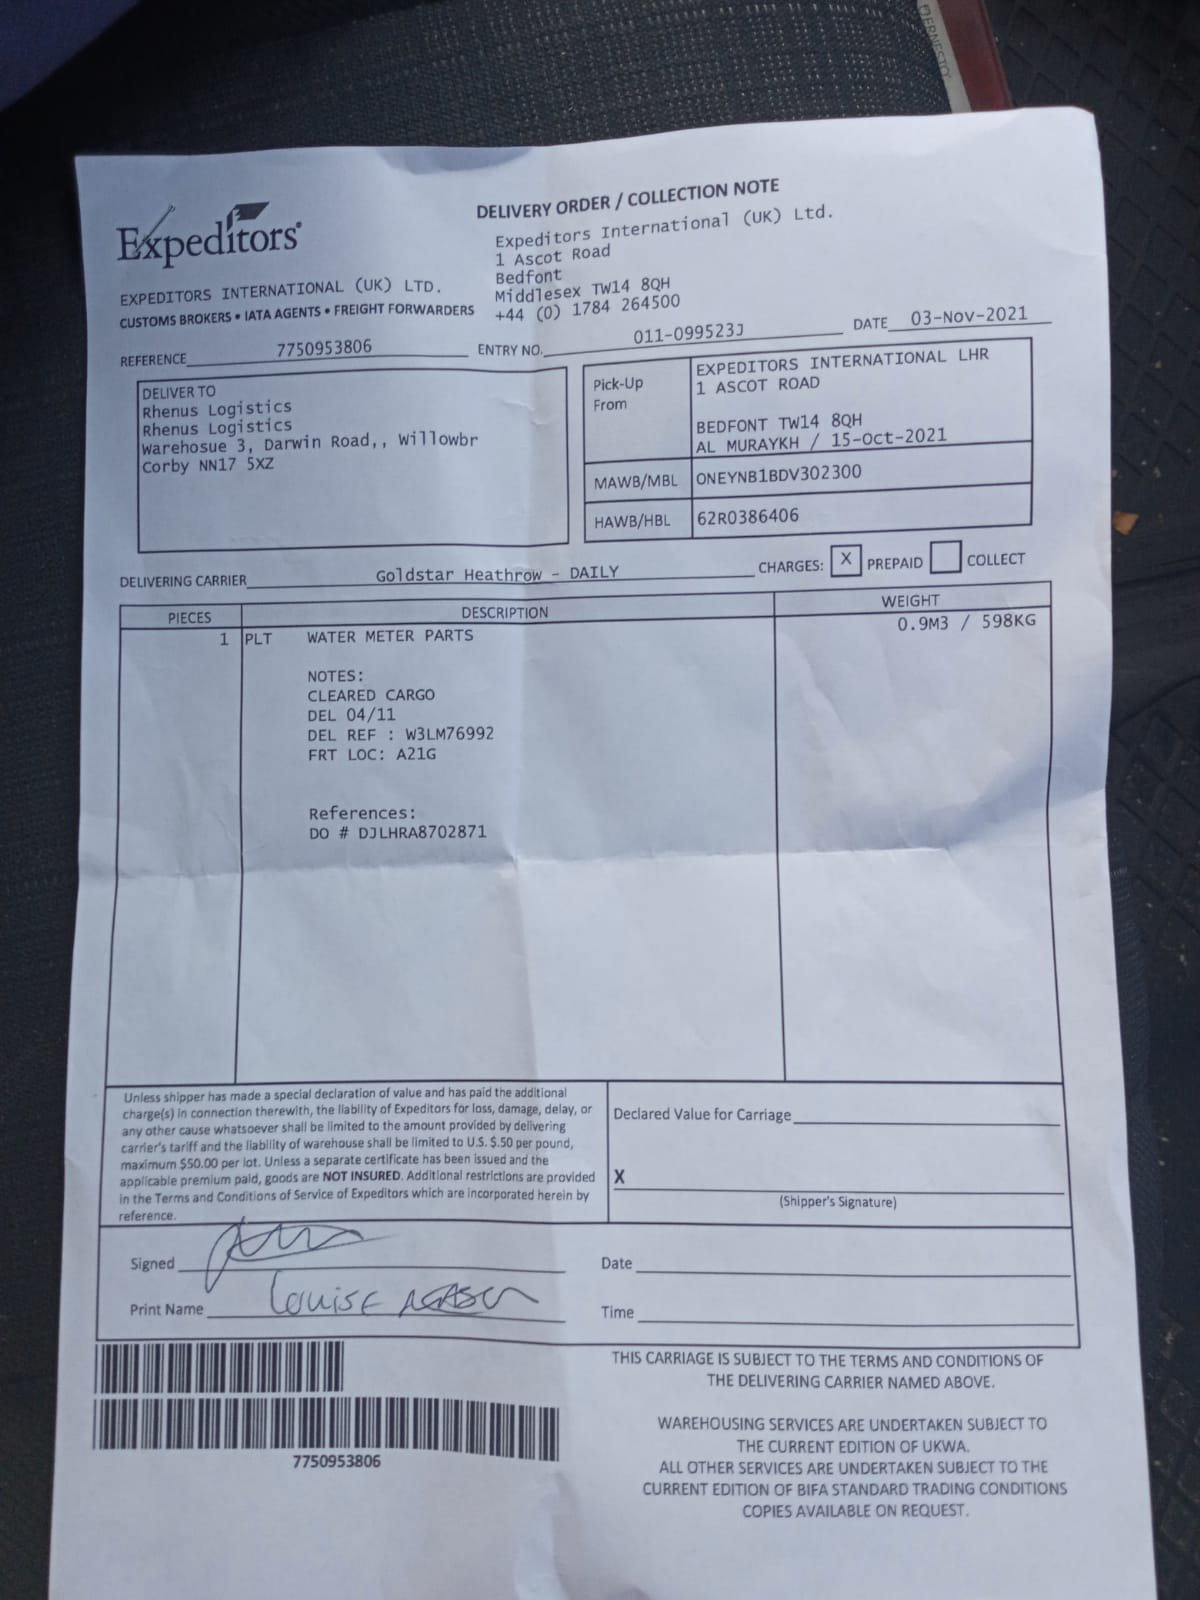 DERNESTO
Expeditors
DELIVERY ORDER / COLLECTION NOTE
Expeditors International (UK) Ltd.
1 Ascot Road
Bedfont
Middlesex TW14 8QH
+44 (0) 1784 264500
EXPEDITORS INTERNATIONAL (UK) LTD.
CUSTOMS BROKERS • IATA AGENTS • FREIGHT FORWARDERS
REFERENCE 7750953806 ENTRY NO. 011-099523J DATE 03-Nov-2021
DELIVER TO
Rhenus Logistics
Rhenus Logistics
Warehosue 3, Darwin Road,, Willowbr
Corby NN17 5XZ
Pick-Up From
EXPEDITORS INTERNATIONAL LHR
1 ASCOT ROAD
BEDFONT TW14 8QH
AL MURAYKH / 15-Oct-2021
MAWB/MBL ONEYNB1BDV302300
HAWB/HBL 62R0386406
DELIVERING CARRIER Goldstar Heathrow - DAILY CHARGES: X PREPAID COLLECT
PIECES DESCRIPTION WEIGHT
1 PLT WATER METER PARTS 0.9M3 / 598KG
NOTES:
CLEARED CARGO
DEL 04/11
DEL REF : W3LM76992
FRT LOC: A21G
References:
DO # DJLHRA8702871
Unless shipper has made a special declaration of value and has paid the additional
charge(s) in connection therewith, the liability of Expeditors for loss, damage, delay, or
any other cause whatsoever shall be limited to the amount provided by delivering
carrier's tariff and the liability of warehouse shall be limited to U.S. $.50 per pound,
maximum $50.00 per lot. Unless a separate certificate has been issued and the
applicable premium paid, goods are NOT INSURED. Additional restrictions are provided
in the Terms and Conditions of Service of Expeditors which are incorporated herein by
reference.
Declared Value for Carriage
X
(Shipper's Signature)
Signed
Date
Print Name Louise
Time
7750953806
THIS CARRIAGE IS SUBJECT TO THE TERMS AND CONDITIONS OF
THE DELIVERING CARRIER NAMED ABOVE.
WAREHOUSING SERVICES ARE UNDERTAKEN SUBJECT TO
THE CURRENT EDITION OF UKWA.
ALL OTHER SERVICES ARE UNDERTAKEN SUBJECT TO THE
CURRENT EDITION OF BIFA STANDARD TRADING CONDITIONS
COPIES AVAILABLE ON REQUEST.